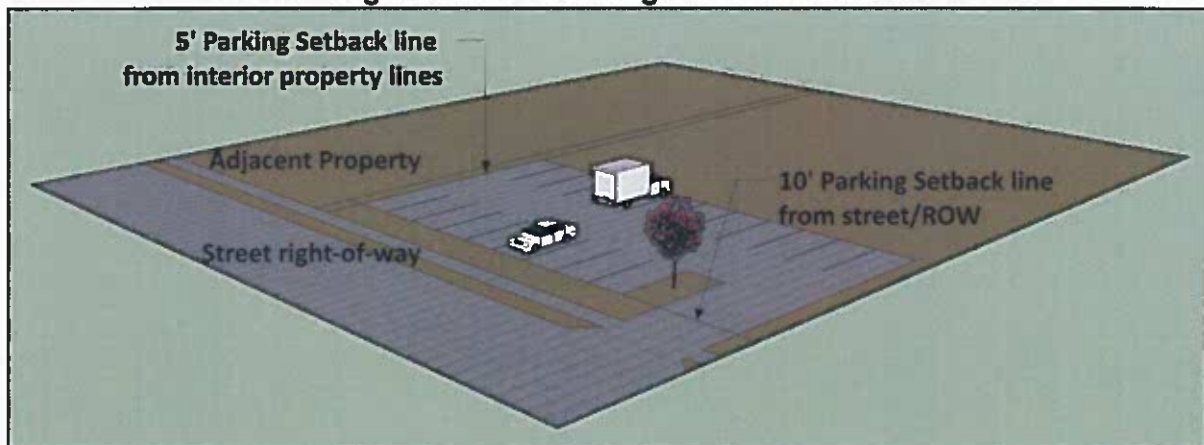 5' Parking Setback line
from interior property lines
Adjacent Property
10' Parking Setback line
from street/ROW
Street right-of-way